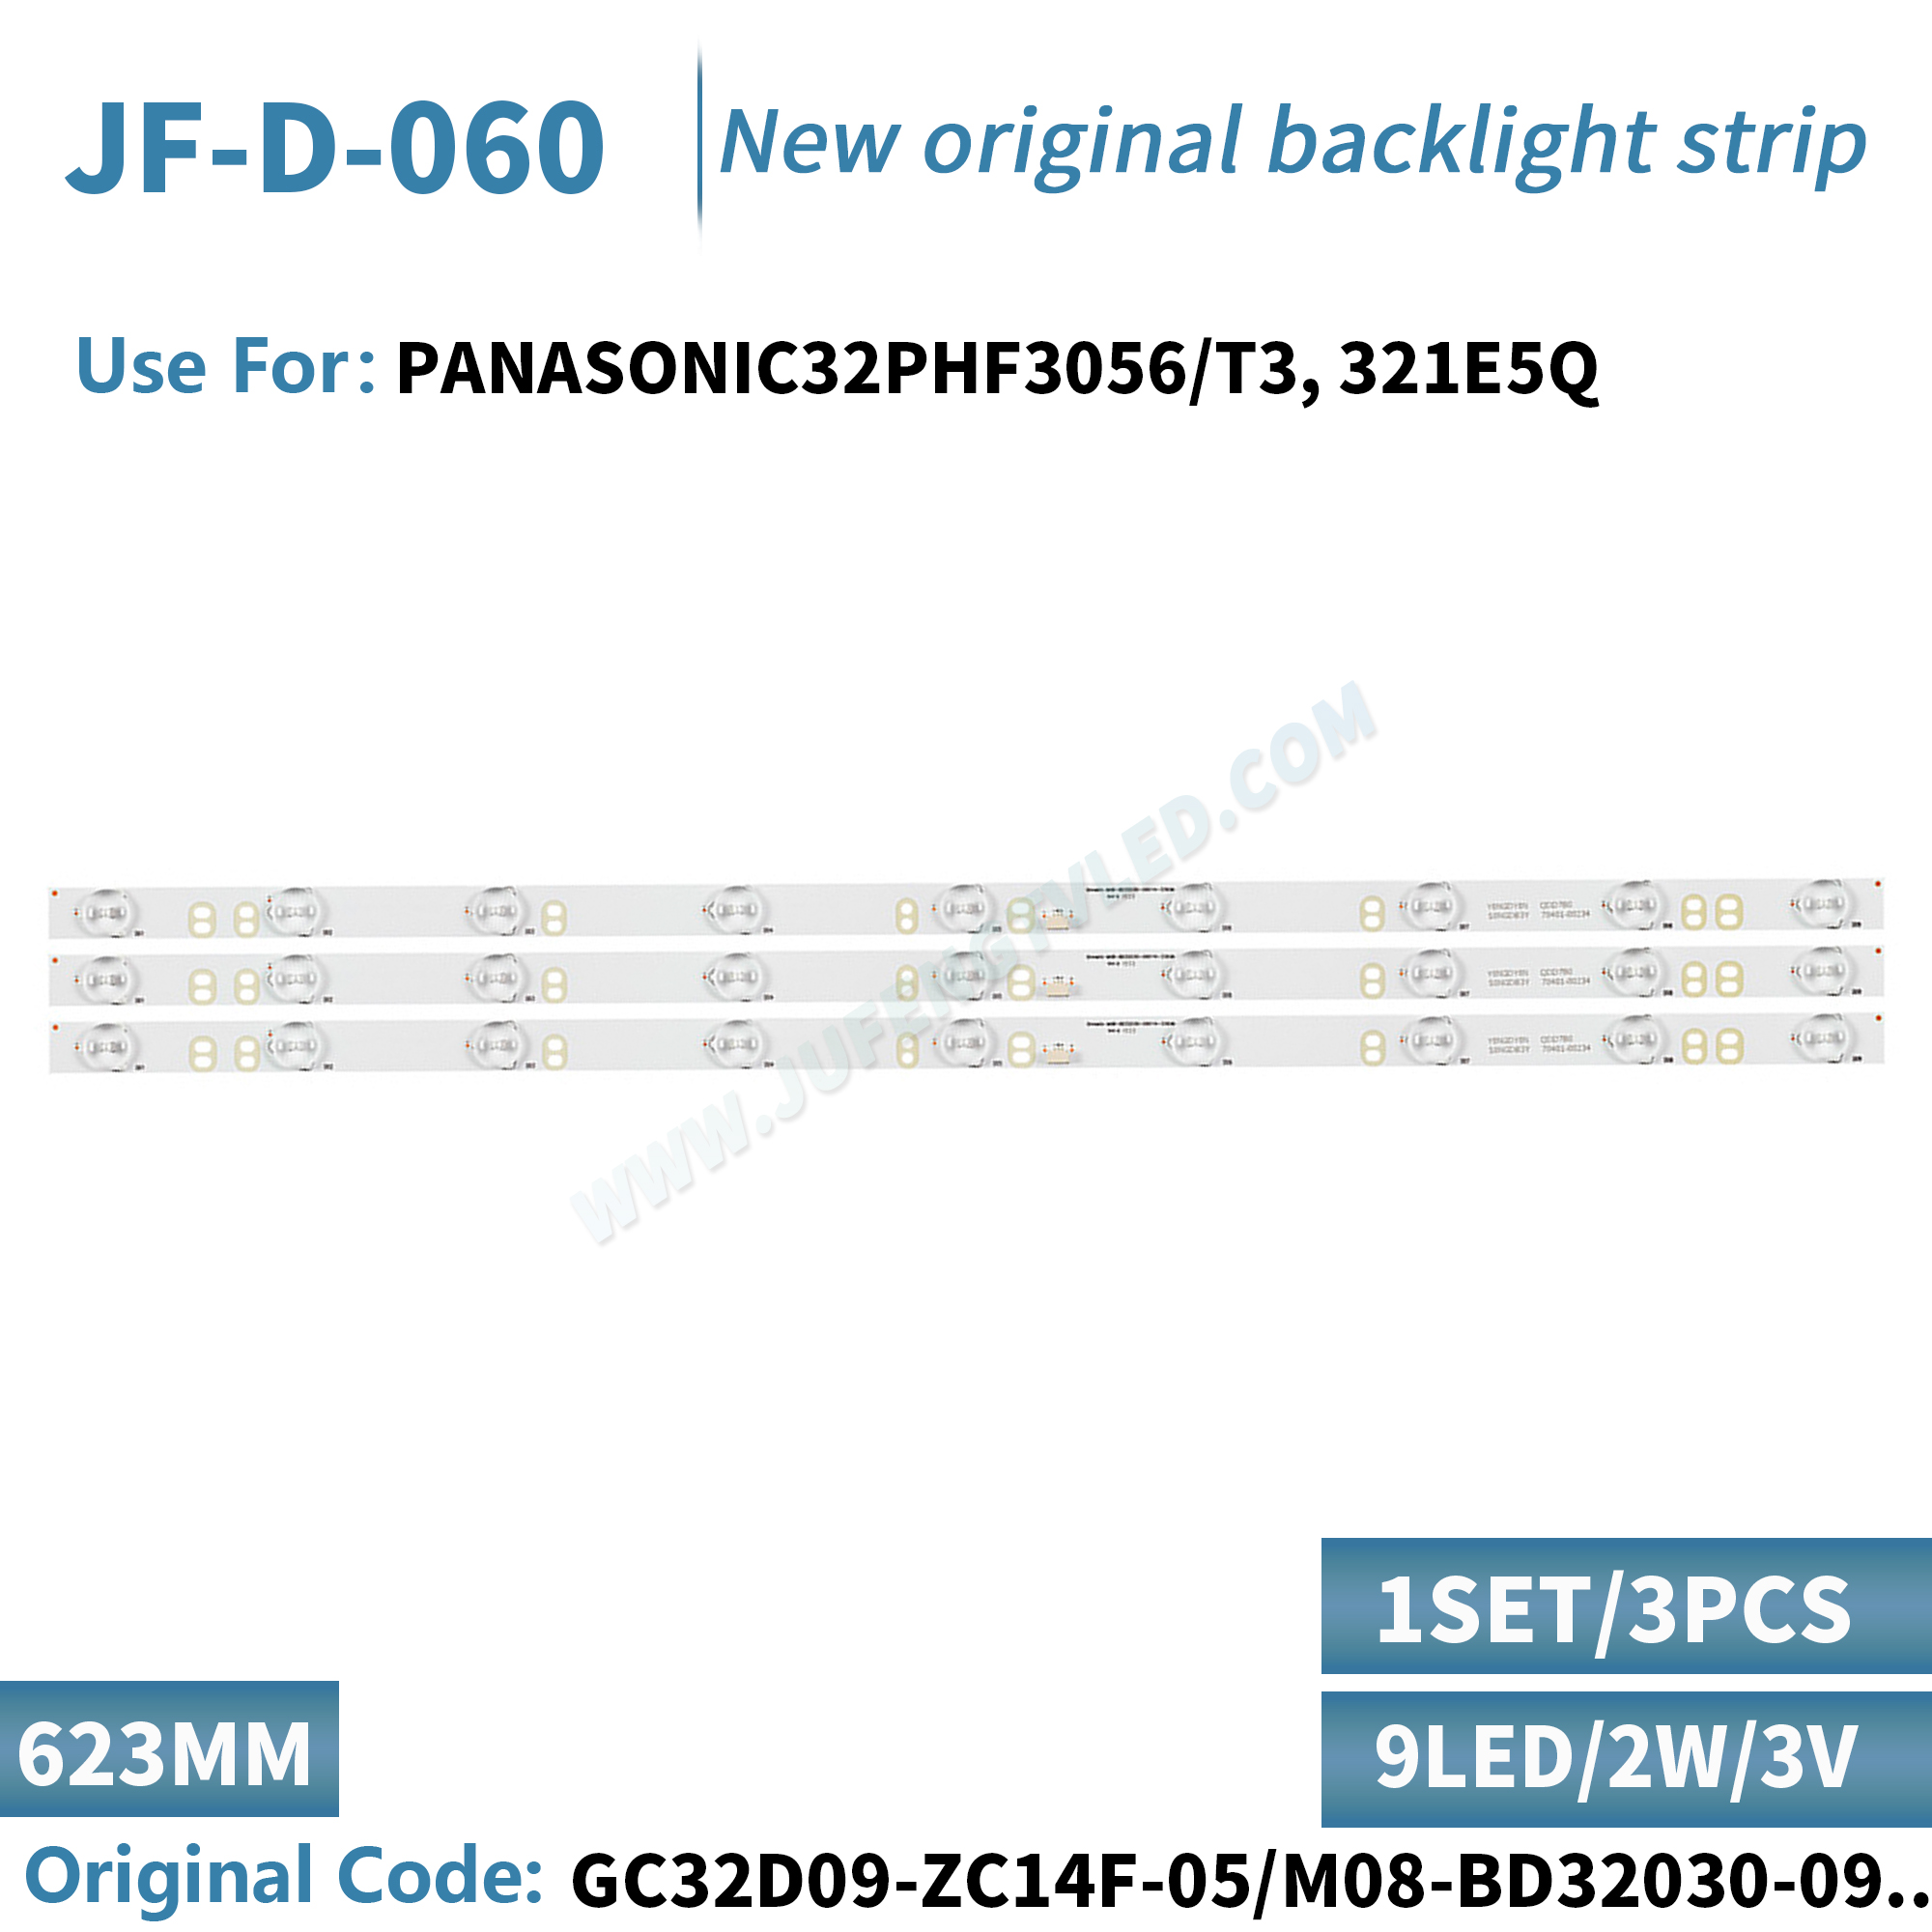 JF-D-060
New original backlight strip
Use For: PANASONIC32PHF3056/T3, 321E5Q
WWW.JUFENGTVLED.COM
1SET/3PCS
623MM
9LED/2W/3V
Original Code: GC32D09-ZC14F-05/M08-BD32030-09..